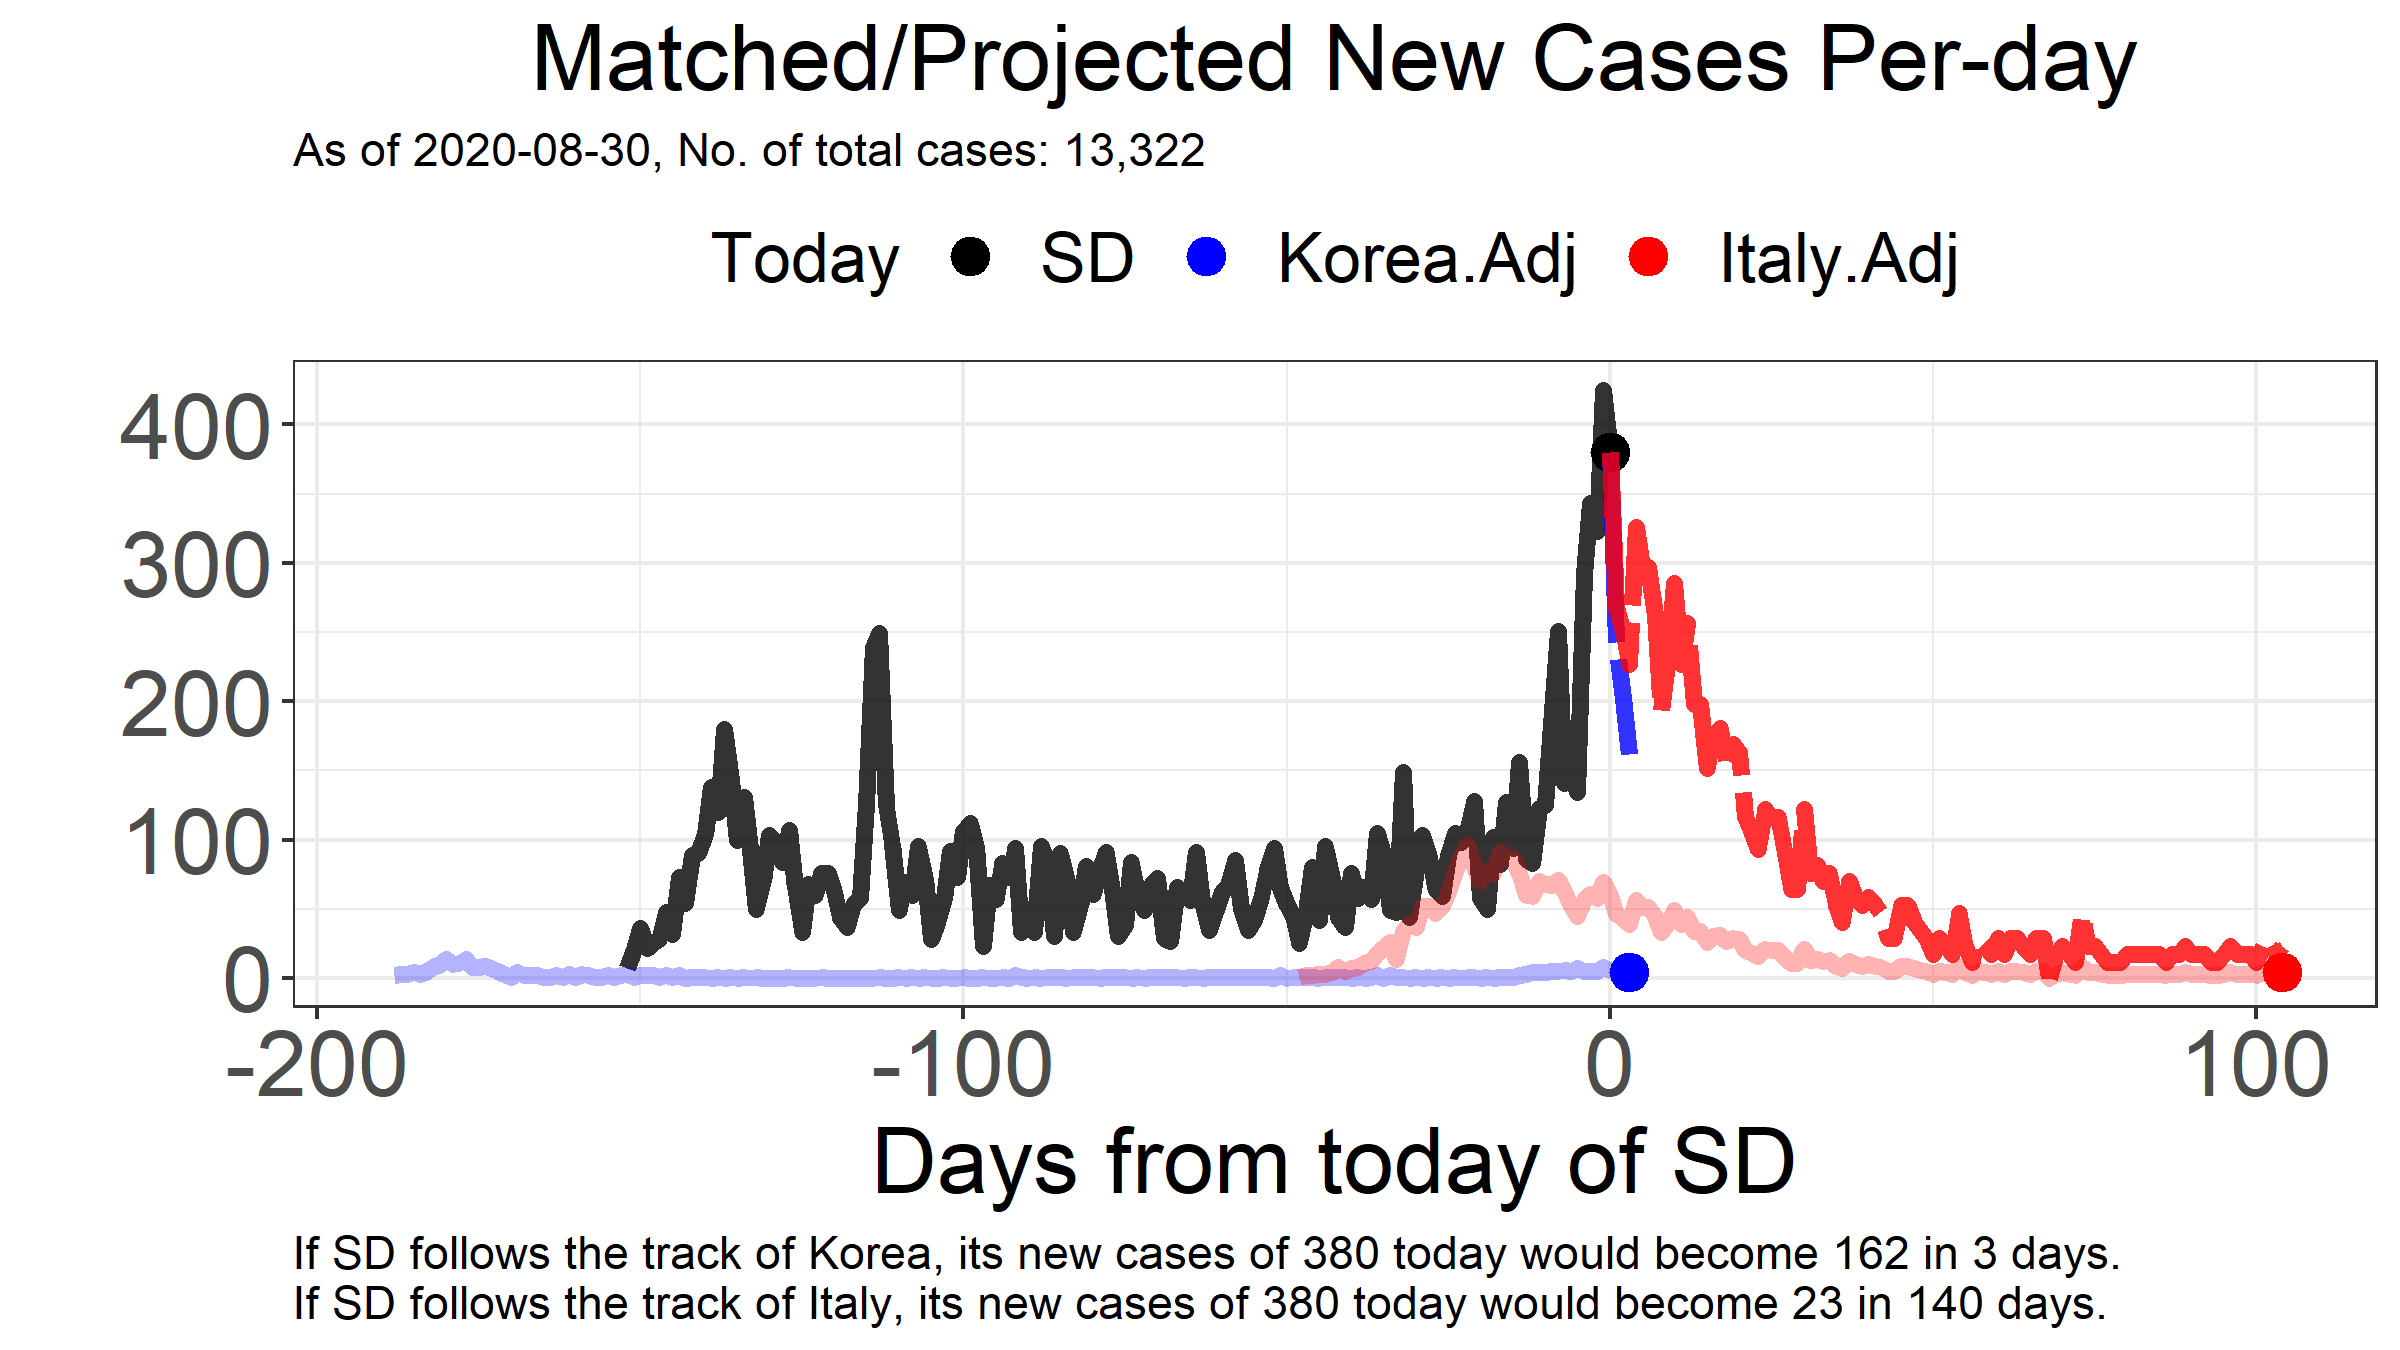 Matched/Projected New Cases Per-day
As of 2020-08-30, No. of total cases: 13,322
Today SD Korea.Adj Italy.Adj
400
300
200
100
0
-200 -100 0 100
Days from today of SD
If SD follows the track of Korea, its new cases of 380 today would become 162 in 3 days.
If SD follows the track of Italy, its new cases of 380 today would become 23 in 140 days.